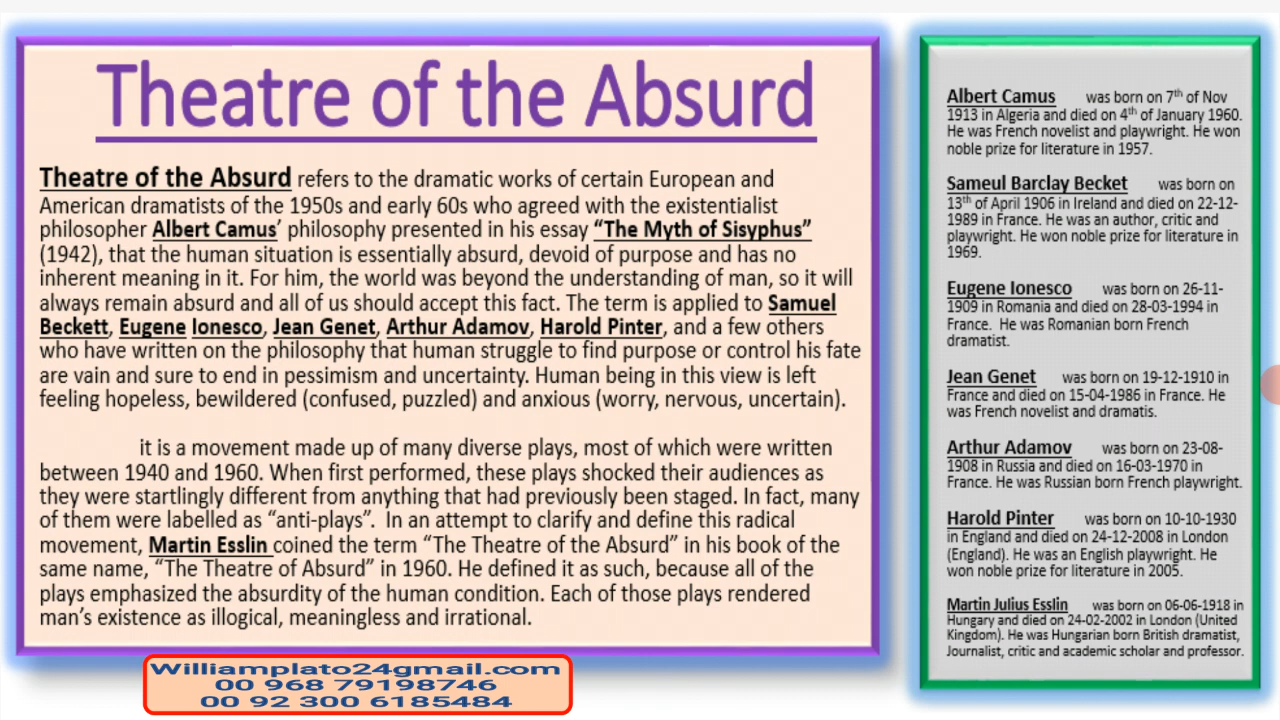 Theatre of the Absurd
Theatre of the Absurd refers to the dramatic works of certain European and
American dramatists of the 1950s and early 60s who agreed with the existentialist
philosopher Albert Camus’ philosophy presented in his essay “The Myth of Sisyphus”
(1942), that the human situation is essentially absurd, devoid of purpose and has no
inherent meaning in it. For him, the world was beyond the understanding of man, so it will
always remain absurd and all of us should accept this fact. The term is applied to Samuel
Beckett, Eugene Ionesco, Jean Genet, Arthur Adamov, Harold Pinter, and a few others
who have written on the philosophy that human struggle to find purpose or control his fate
are vain and sure to end in pessimism and uncertainty. Human being in this view is left
feeling hopeless, bewildered (confused, puzzled) and anxious (worry, nervous, uncertain).
it is a movement made up of many diverse plays, most of which were written
between 1940 and 1960. When first performed, these plays shocked their audiences as
they were startlingly different from anything that had previously been staged. In fact, many
of them were labelled as “anti-plays”. In an attempt to clarify and define this radical
movement, Martin Esslin coined the term “The Theatre of the Absurd” in his book of the
same name, “The Theatre of Absurd” in 1960. He defined it as such, because all of the
plays emphasized the absurdity of the human condition. Each of those plays rendered
man’s existence as illogical, meaningless and irrational.
Williamplato24gmail.com
00 968 79198746
00 92 300 6185484
Albert Camus was born on 7th of Nov
1913 in Algeria and died on 4th of January 1960.
He was French novelist and playwright. He won
noble prize for literature in 1957.
Sameul Barclay Becket was born on
13th of April 1906 in Ireland and died on 22-12-
1989 in France. He was an author, critic and
playwright. He won noble prize for literature in
1969.
Eugene Ionesco was born on 26-11-
1909 in Romania and died on 28-03-1994 in
France. He was Romanian born French
dramatist.
Jean Genet was born on 19-12-1910 in
France and died on 15-04-1986 in France. He
was French novelist and dramatis.
Arthur Adamov was born on 23-08-
1908 in Russia and died on 16-03-1970 in
France. He was Russian born French playwright.
Harold Pinter was born on 10-10-1930
in England and died on 24-12-2008 in London
(England). He was an English playwright. He
won noble prize for literature in 2005.
Martin Julius Esslin was born on 06-06-1918 in
Hungary and died on 24-02-2002 in London (United
Kingdom). He was Hungarian born British dramatist,
Journalist, critic and academic scholar and professor.